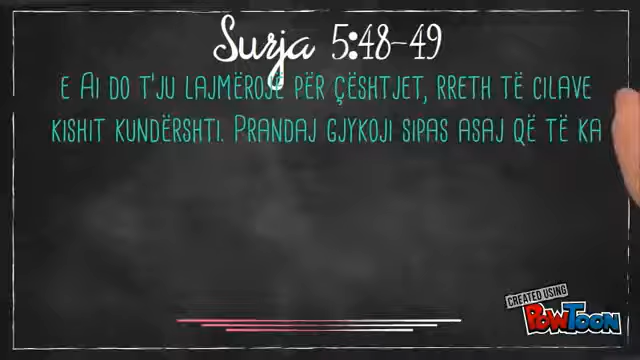 Surja 5:48-49
E AI DO T'JU LAJMËROJË PËR ÇËSHTJET, RRETH TË CILAVE
KISHIT KUNDËRSHTI. PRANDAJ GJYKOJI SIPAS ASAJ QË TË KA
CREATED USING
POWTOON